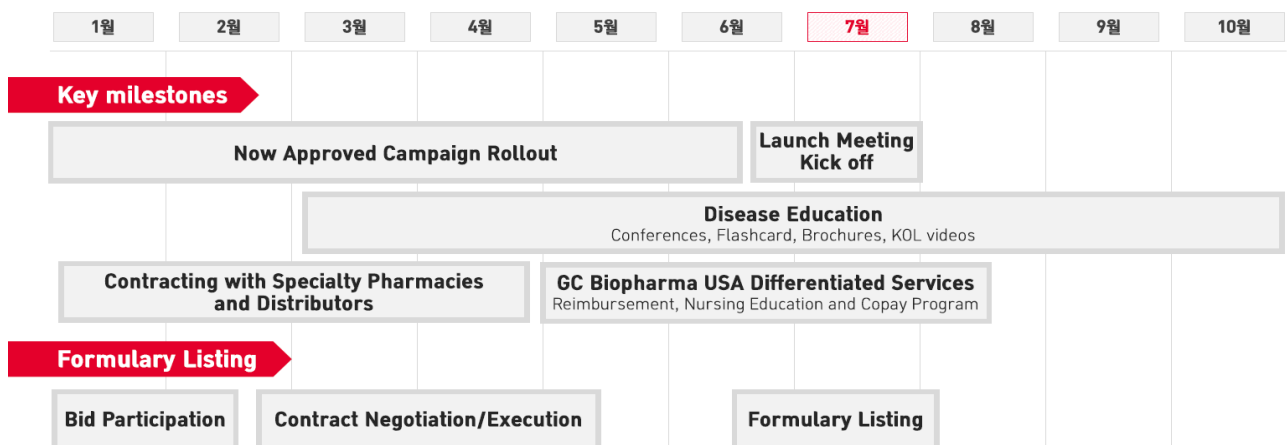 1월 2월 3월 4월 5월 6월 7월 8월 9월 10월
Key milestones
Now Approved Campaign Rollout
Launch Meeting
Kick off
Disease Education
Conferences, Flashcard, Brochures, KOL videos
Contracting with Specialty Pharmacies
and Distributors
GC Biopharma USA Differentiated Services
Reimbursement, Nursing Education and Copay Program
Formulary Listing
Bid Participation
Contract Negotiation/Execution
Formulary Listing